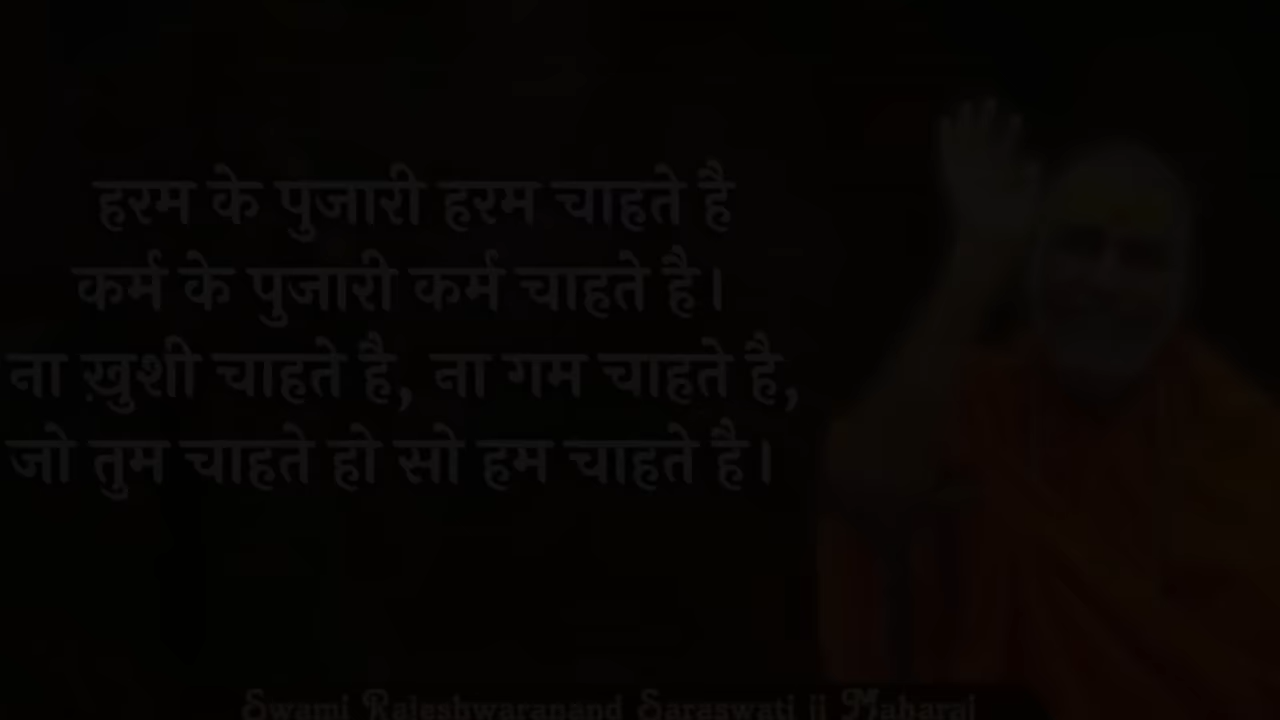 हरम के पुजारी हरम चाहते है
कर्म के पुजारी कर्म चाहते है।
ना ख़ुशी चाहते है, ना गम चाहते है,
जो तुम चाहते हो सो हम चाहते है।
Swami Rajeshwaranand Saraswati ji Maharaj